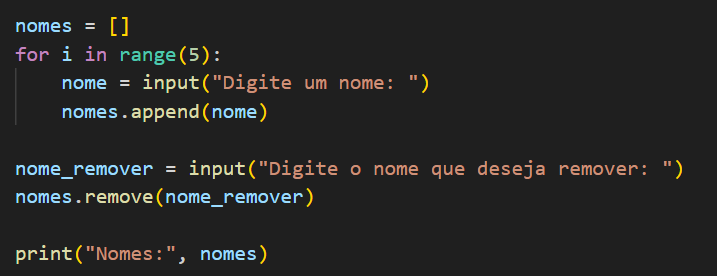 nomes = []
for i in range(5):
    nome = input("Digite um nome: ")
    nomes.append(nome)

nome_remover = input("Digite o nome que deseja remover: ")
nomes.remove(nome_remover)

print("Nomes:", nomes)